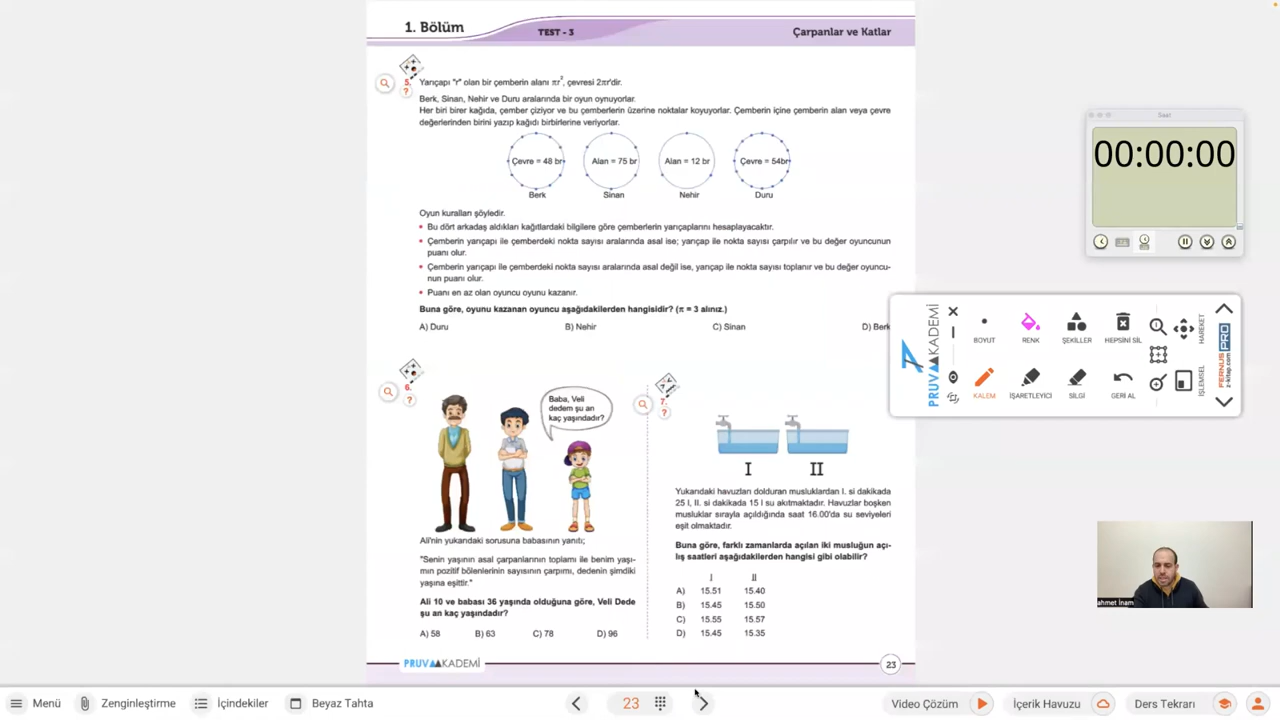 1. Bölüm
TEST - 3
Çarpanlar ve Katlar
5.
?
Yarıçapı "r" olan bir çemberin alanı πr², çevresi 2πr'dir.
Berk, Sinan, Nehir ve Duru aralarında bir oyun oynuyorlar.
Her biri birer kağıda, çember çiziyor ve bu çemberlerin üzerine noktalar koyuyorlar. Çemberin içine çemberin alan veya çevre
değerlerinden birini yazıp kağıdı birbirlerine veriyorlar.
Çevre = 48 br
Alan = 75 br
Alan = 12 br
Çevre = 54br
Berk
Sinan
Nehir
Duru
Oyun kuralları şöyledir.
• Bu dört arkadaş aldıkları kağıtlardaki bilgilere göre çemberlerin yarıçaplarını hesaplayacaktır.
• Çemberin yarıçapı ile çemberdeki nokta sayısı aralarında asal ise; yarıçap ile nokta sayısı çarpılır ve bu değer oyuncunun
puanı olur.
• Çemberin yarıçapı ile çemberdeki nokta sayısı aralarında asal değil ise, yarıçap ile nokta sayısı toplanır ve bu değer oyuncu-
nun puanı olur.
• Puanı en az olan oyuncu oyunu kazanır.
Buna göre, oyunu kazanan oyuncu aşağıdakilerden hangisidir? (π = 3 alınız.)
A) Duru
B) Nehir
C) Sinan
D) Berk
6.
?
Baba, Veli
dedem şu an
kaç yaşındadır?
Ali'nin yukarıdaki sorusuna babasının yanıtı;
"Senin yaşının asal çarpanlarının toplamı ile benim yaşı-
mın pozitif bölenlerinin sayısının çarpımı, dedenin şimdiki
yaşına eşittir."
Ali 10 ve babası 36 yaşında olduğuna göre, Veli Dede
şu an kaç yaşındadır?
A) 58
B) 63
C) 78
D) 96
7.
?
I
II
Yukarıdaki havuzları dolduran musluklardan I. si dakikada
25 l, II. si dakikada 15 l su akıtmaktadır. Havuzlar boşken
musluklar sırayla açıldığında saat 16.00'da su seviyeleri
eşit olmaktadır.
Buna göre, farklı zamanlarda açılan iki musluğun açı-
lış saatleri aşağıdakilerden hangisi gibi olabilir?
I II
A) 15.51 15.40
B) 15.45 15.50
C) 15.55 15.57
D) 15.45 15.35
PRUVA AKADEMİ
23
Saat
00:00:00
PRUVA AKADEMİ
BOYUT
RENK
ŞEKİLLER
HEPSİNİ SİL
KALEM
İŞARETLEYİCİ
SİLGİ
GERİ AL
HAREKET
İŞLEMSEL
FERNUS PRO
z-kitap.com
ahmet İnam
Menü
Zenginleştirme
İçindekiler
Beyaz Tahta
23
Video Çözüm
İçerik Havuzu
Ders Tekrarı